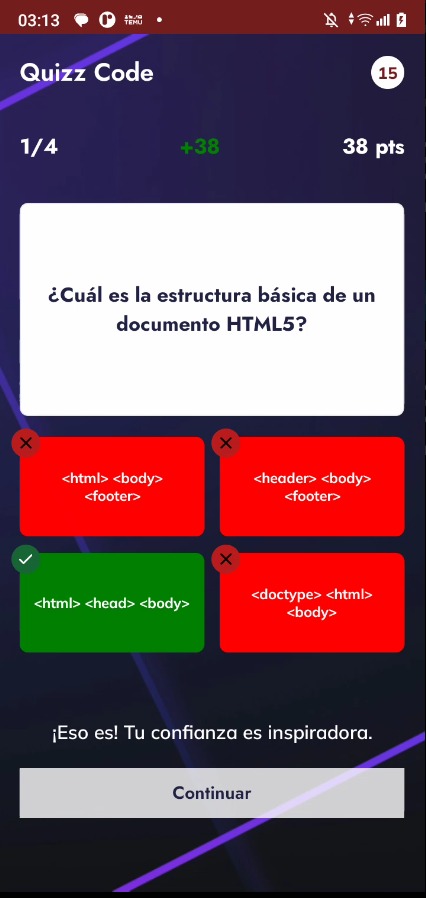 03:13
TEMU
Quizz Code
15
1/4
+38
38 pts
¿Cuál es la estructura básica de un
documento HTML5?
<html> <body>
<footer>
<header> <body>
<footer>
<html> <head> <body>
<doctype> <html>
<body>
¡Eso es! Tu confianza es inspiradora.
Continuar